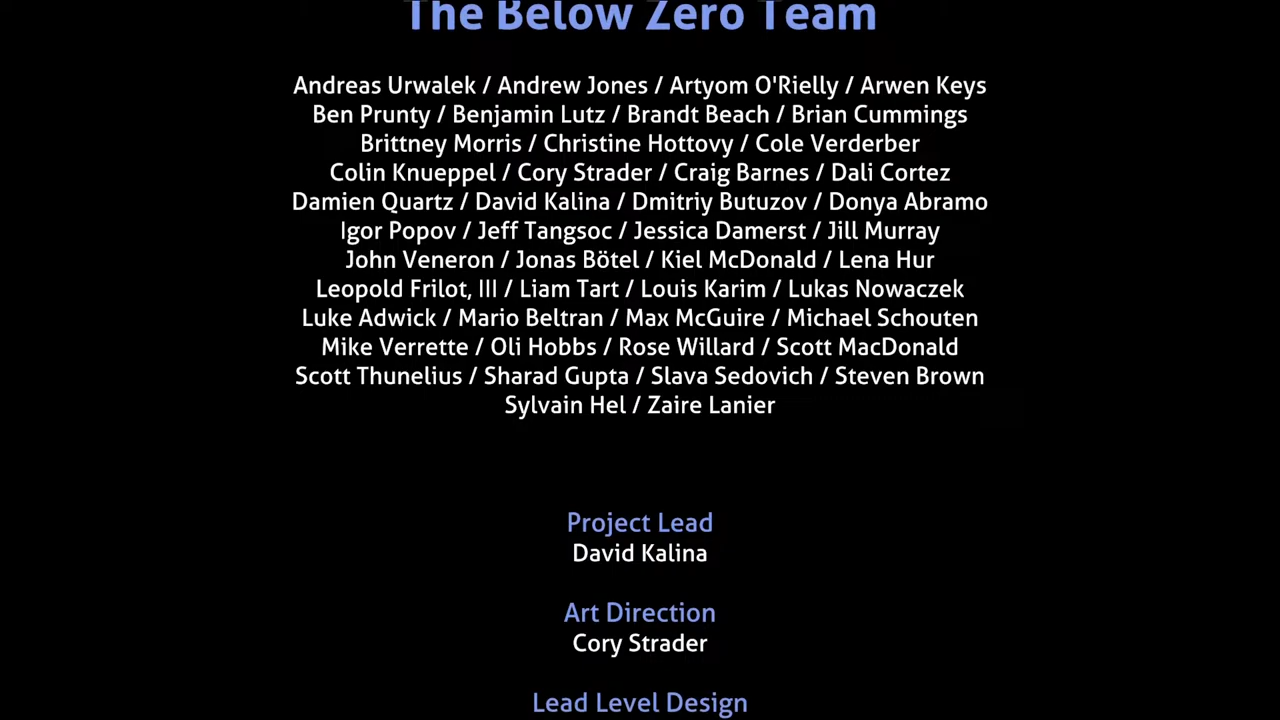 The Below Zero Team
Andreas Urwalek / Andrew Jones / Artyom O'Rielly / Arwen Keys
Ben Prunty / Benjamin Lutz / Brandt Beach / Brian Cummings
Brittney Morris / Christine Hottovy / Cole Verderber
Colin Knueppel / Cory Strader / Craig Barnes / Dali Cortez
Damien Quartz / David Kalina / Dmitriy Butuzov / Donya Abramo
Igor Popov / Jeff Tangsoc / Jessica Damerst / Jill Murray
John Veneron / Jonas Bötel / Kiel McDonald / Lena Hur
Leopold Frilot, III / Liam Tart / Louis Karim / Lukas Nowaczek
Luke Adwick / Mario Beltran / Max McGuire / Michael Schouten
Mike Verrette / Oli Hobbs / Rose Willard / Scott MacDonald
Scott Thunelius / Sharad Gupta / Slava Sedovich / Steven Brown
Sylvain Hel / Zaire Lanier
Project Lead
David Kalina
Art Direction
Cory Strader
Lead Level Design